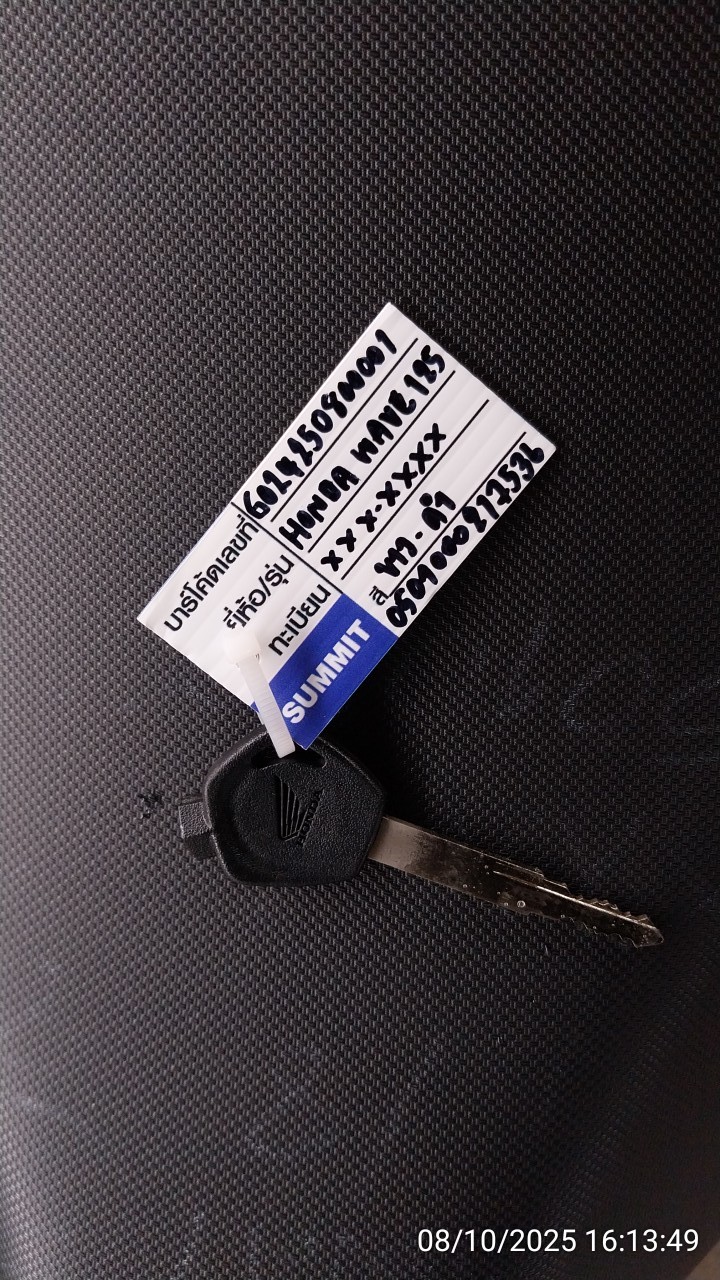 บาร์โค้ดเลขที่ 6024250900001
ยี่ห้อ/รุ่น HONDA WAVE 125
ทะเบียน xxx-xxxx
สี ขาว-ดำ
SUMMIT
HONDA
08/10/2025 16:13:49